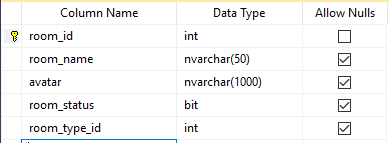 Column Name Data Type Allow Nulls
room_id int
room_name nvarchar(50)
avatar nvarchar(1000)
room_status bit
room_type_id int